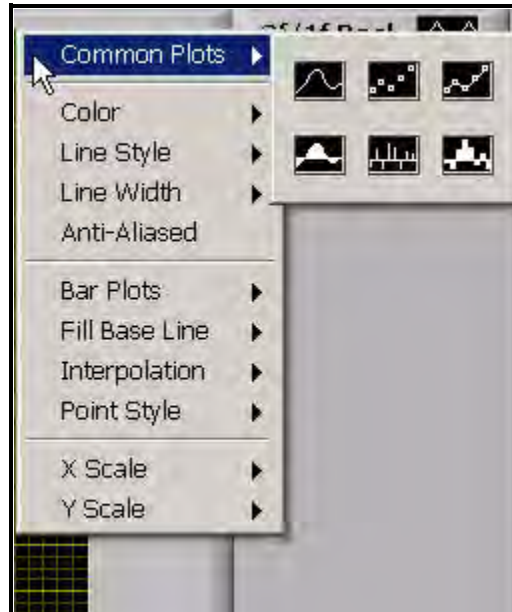 Common Plots
Color
Line Style
Line Width
Anti-Aliased
Bar Plots
Fill Base Line
Interpolation
Point Style
X Scale
Y Scale